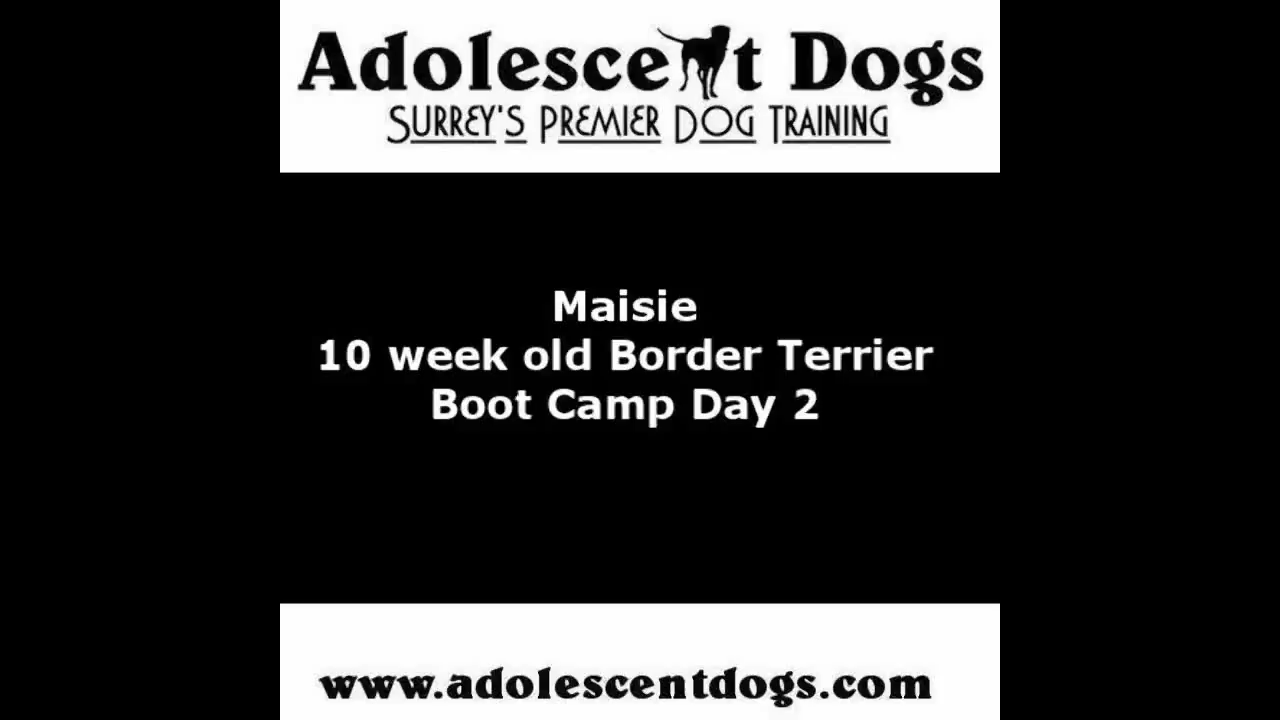 Adolescent Dogs
SURREY'S PREMIER DOG TRAINING
Maisie
10 week old Border Terrier
Boot Camp Day 2
www.adolescentdogs.com